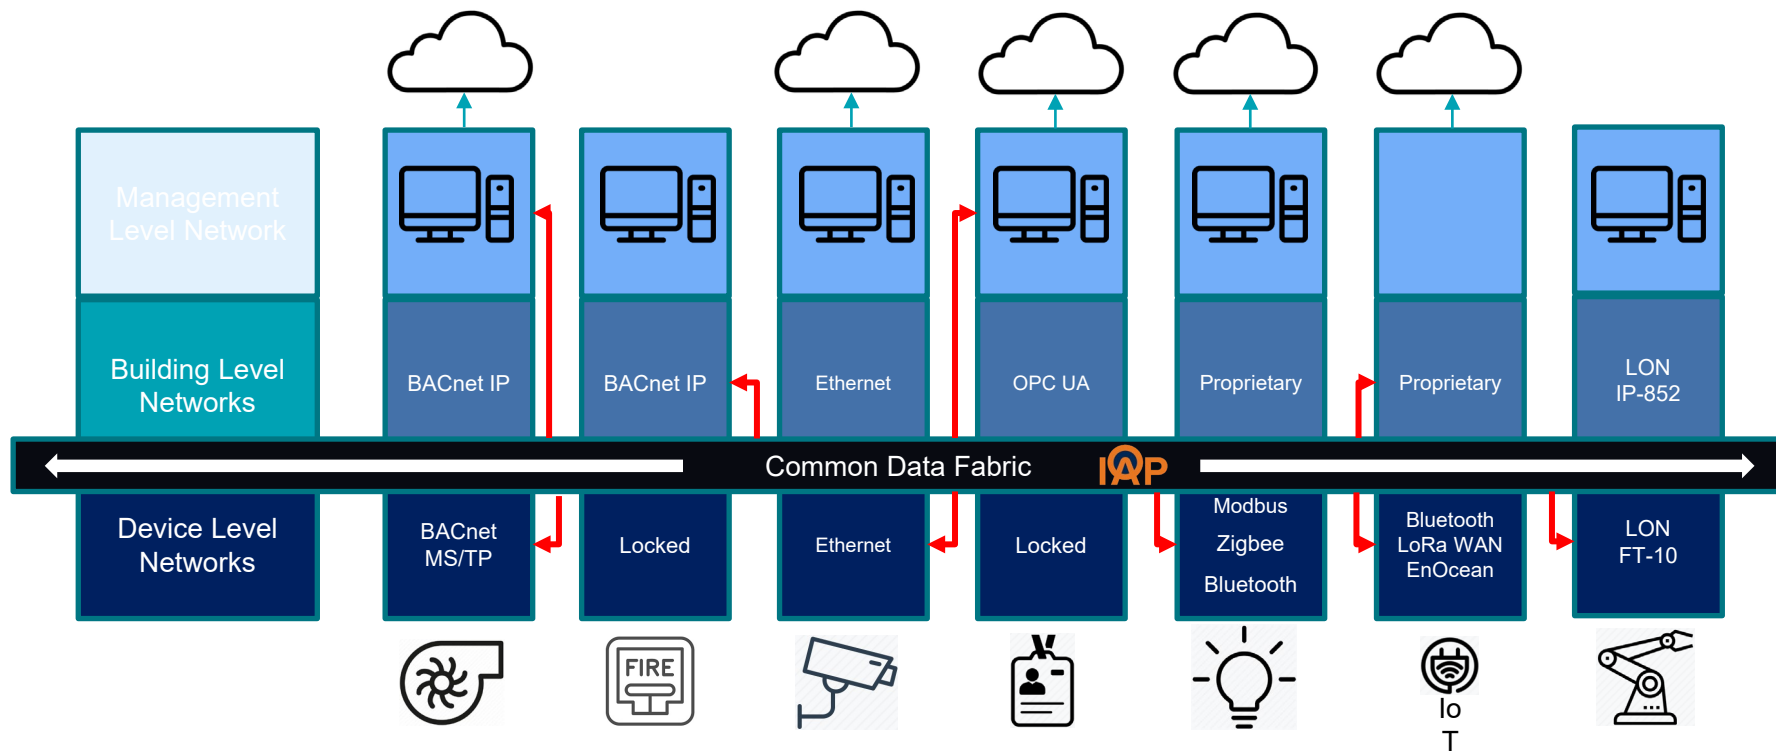 Management
Level Network
Building Level
Networks
BACnet IP
BACnet IP
Ethernet
OPC UA
Proprietary
Proprietary
LON
IP-852
Common Data Fabric
IAP
Device Level
Networks
BACnet
MS/TP
Locked
Ethernet
Locked
Modbus
Zigbee
Bluetooth
Bluetooth
LoRa WAN
EnOcean
LON
FT-10
FIRE
Io
T